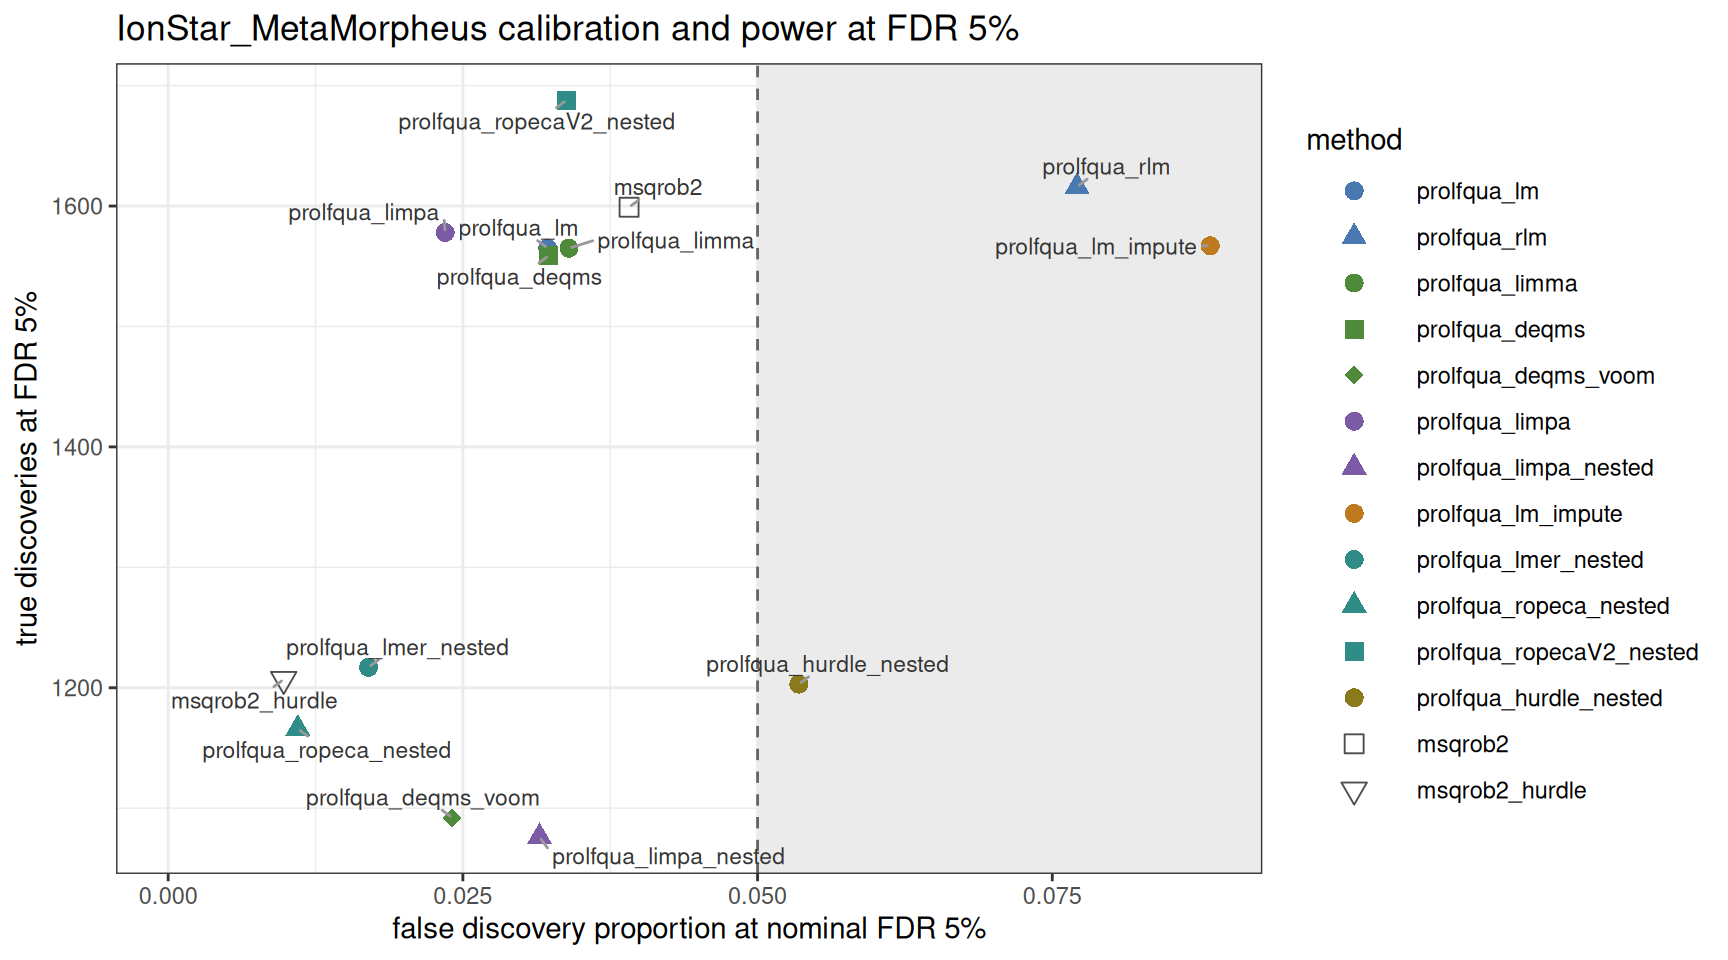 IonStar_MetaMorpheus calibration and power at FDR 5%
true discoveries at FDR 5%
1600
1400
1200
prolfqua_ropecaV2_nested
prolfqua_rlm
msqrob2
prolfqua_limpa
prolfqua_lm
prolfqua_limma
prolfqua_lm_impute
prolfqua_deqms
prolfqua_lmer_nested
prolfqua_hurdle_nested
msqrob2_hurdle
prolfqua_ropeca_nested
prolfqua_deqms_voom
prolfqua_limpa_nested
0.000
0.025
0.050
0.075
false discovery proportion at nominal FDR 5%
method
prolfqua_lm
prolfqua_rlm
prolfqua_limma
prolfqua_deqms
prolfqua_deqms_voom
prolfqua_limpa
prolfqua_limpa_nested
prolfqua_lm_impute
prolfqua_lmer_nested
prolfqua_ropeca_nested
prolfqua_ropecaV2_nested
prolfqua_hurdle_nested
msqrob2
msqrob2_hurdle